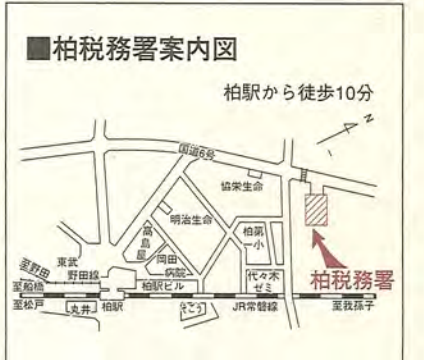 ■柏税務署案内図
柏駅から徒歩10分
N
国道6号
協栄生命
明治生命
高島屋
柏第一小
岡田病院
代々木ゼミ
柏税務署
東武野田線
至野田
至船橋
柏駅ビル
至松戸
丸井
柏駅
そごう
JR常磐線
至我孫子